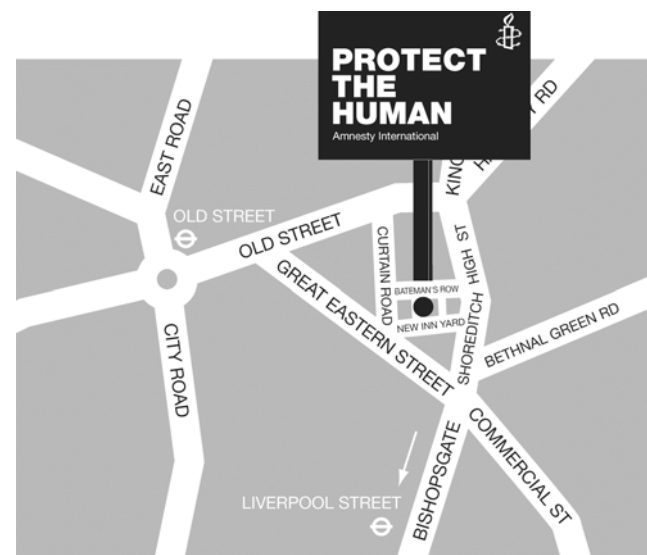 PROTECT
THE
HUMAN
Amnesty International
EAST ROAD
OLD STREET
OLD STREET
CURTAIN ROAD
BATEMAN'S ROW
NEW INN YARD
SHOREDITCH HIGH ST
GREAT EASTERN STREET
CITY ROAD
BETHNAL GREEN RD
COMMERCIAL ST
BISHOPSGATE
LIVERPOOL STREET
RD